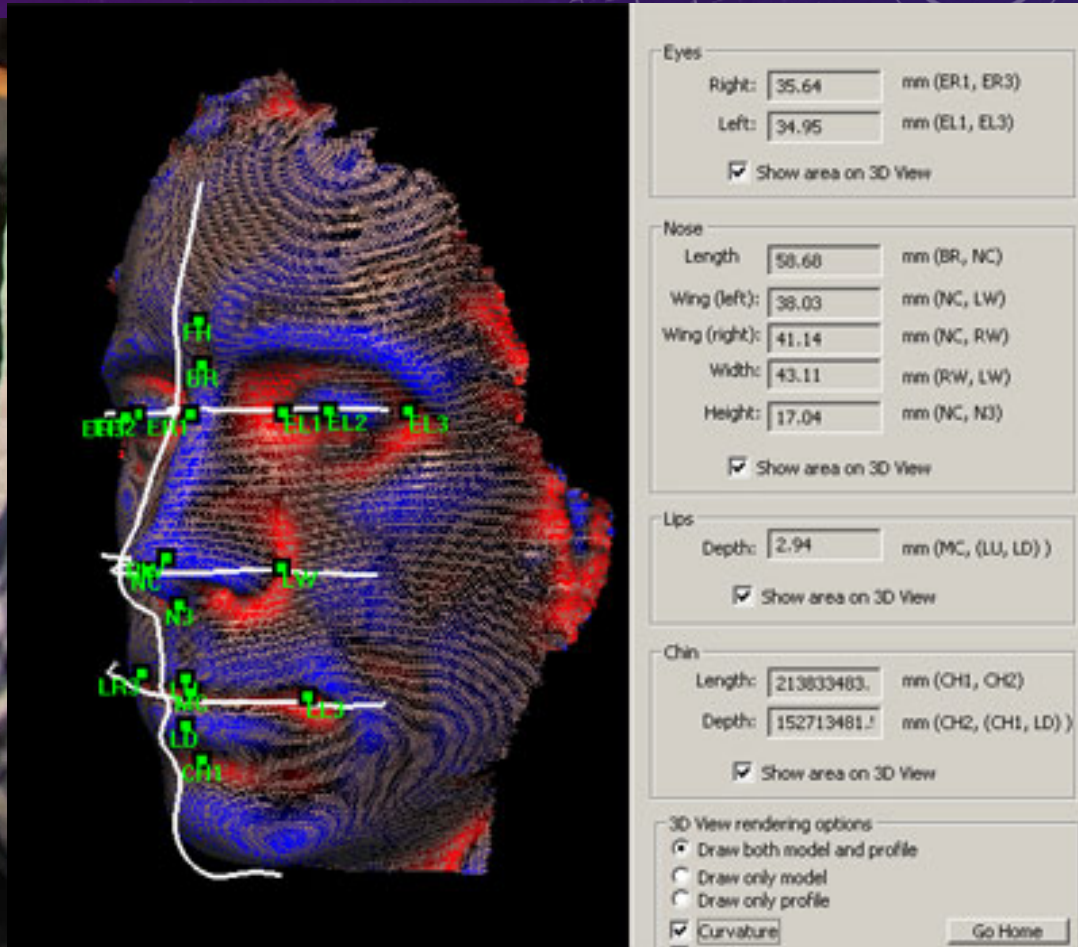 Eyes
Right: 35.64 mm (ER1, ER3)
Left: 34.95 mm (EL1, EL3)
Show area on 3D View
Nose
Length 58.68 mm (BR, NC)
Wing (left): 38.03 mm (NC, LW)
Wing (right): 41.14 mm (NC, RW)
Width: 43.11 mm (RW, LW)
Height: 17.04 mm (NC, N3)
Show area on 3D View
Lips
Depth: 2.94 mm (MC, (LU, LD) )
Show area on 3D View
Chin
Length: 213833483. mm (CH1, CH2)
Depth: 152713481. mm (CH2, (CH1, LD) )
Show area on 3D View
3D View rendering options
Draw both model and profile
Draw only model
Draw only profile
Curvature Go Home
FH
BR
EL1 EL2 EL3
NC LW
N3
LD
CH1